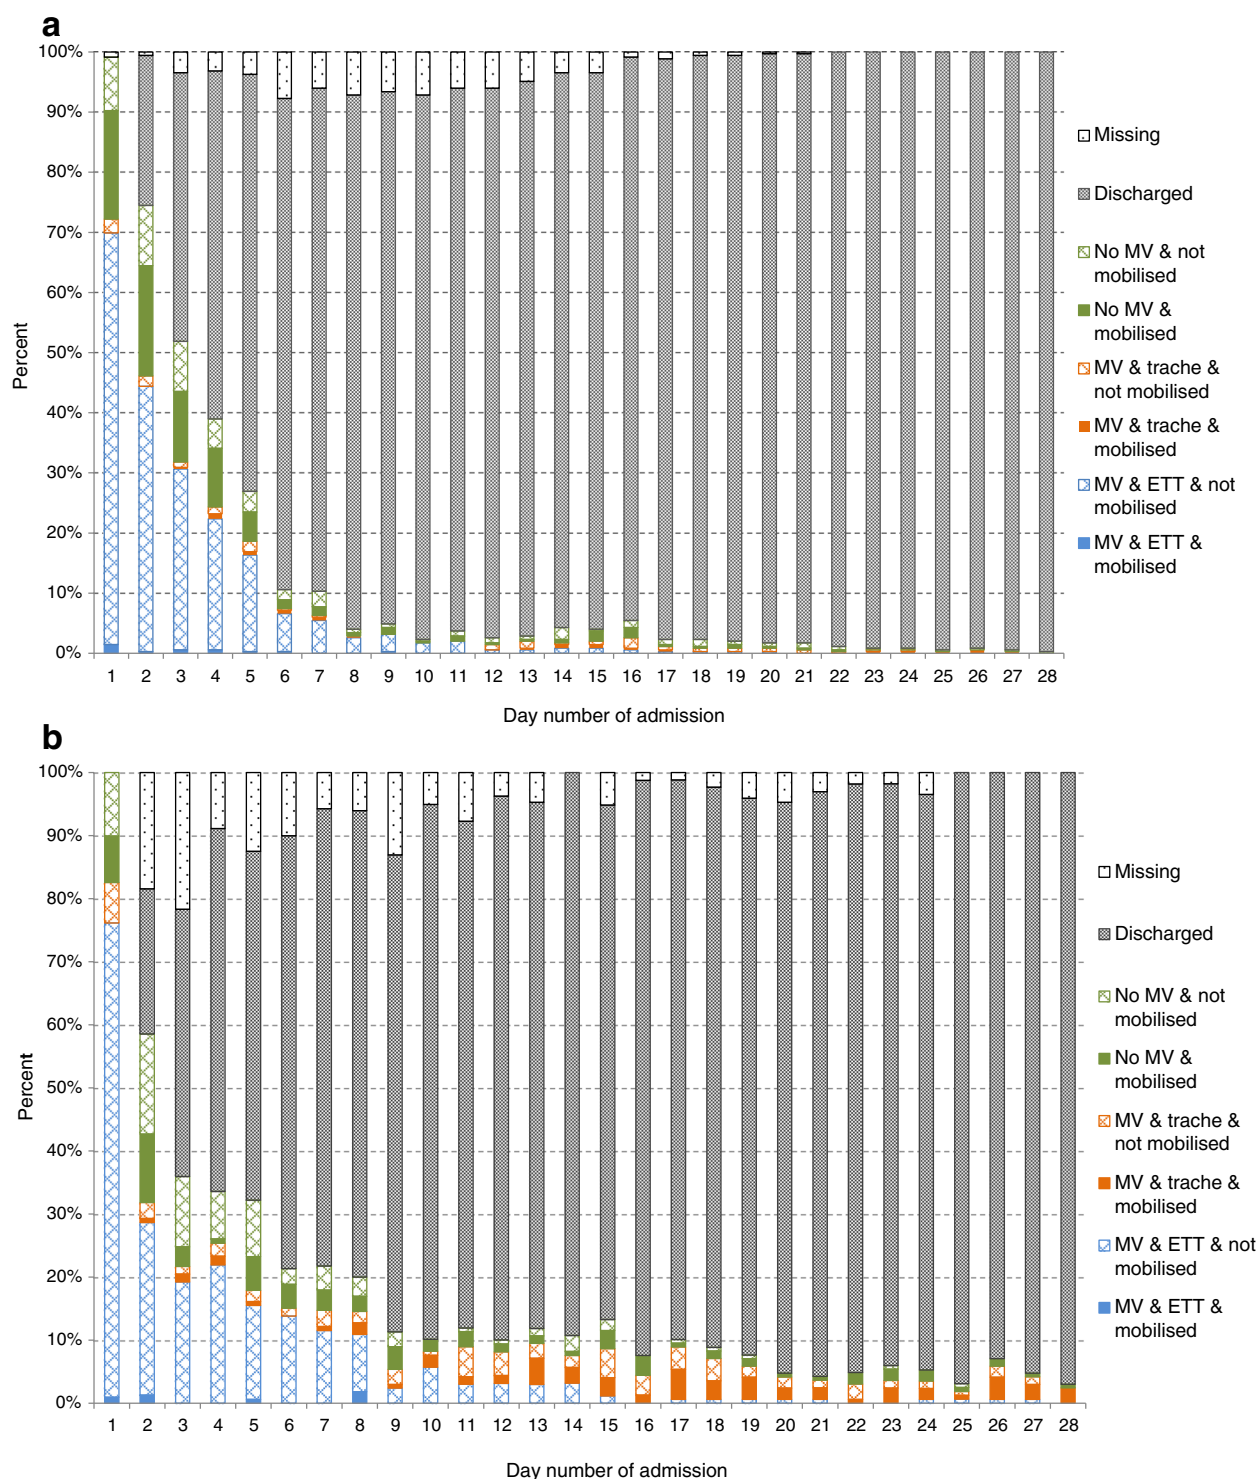 a
100%
90%
80%
70%
60%
50%
40%
30%
20%
10%
0%
Percent
1 2 3 4 5 6 7 8 9 10 11 12 13 14 15 16 17 18 19 20 21 22 23 24 25 26 27 28
Day number of admission
Missing
Discharged
No MV & not
mobilised
No MV &
mobilised
MV & trache &
not mobilised
MV & trache &
mobilised
MV & ETT & not
mobilised
MV & ETT &
mobilised
b
100%
90%
80%
70%
60%
50%
40%
30%
20%
10%
0%
Percent
1 2 3 4 5 6 7 8 9 10 11 12 13 14 15 16 17 18 19 20 21 22 23 24 25 26 27 28
Day number of admission
Missing
Discharged
No MV & not
mobilised
No MV &
mobilised
MV & trache &
not mobilised
MV & trache &
mobilised
MV & ETT & not
mobilised
MV & ETT &
mobilised